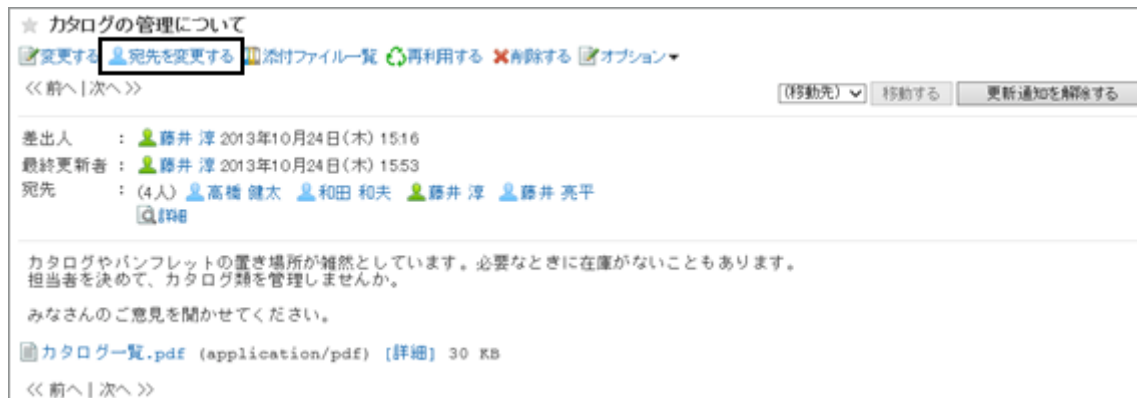 ★ カタログの管理について
変更する 宛先を変更する 添付ファイル一覧 再利用する 削除する オプション▼
<< 前へ | 次へ >>
(移動先) 移動する 更新通知を解除する
差出人 : 藤井 淳 2013年10月24日(木) 15:16
最終更新者 : 藤井 淳 2013年10月24日(木) 15:53
宛先 : (4人) 高橋 健太 和田 和夫 藤井 淳 藤井 亮平
詳細
カタログやパンフレットの置き場所が雑然としています。必要なときに在庫がないこともあります。
担当者を決めて、カタログ類を管理しませんか。
みなさんのご意見を聞かせてください。
カタログ一覧.pdf (application/pdf) [詳細] 30 KB
<< 前へ | 次へ >>